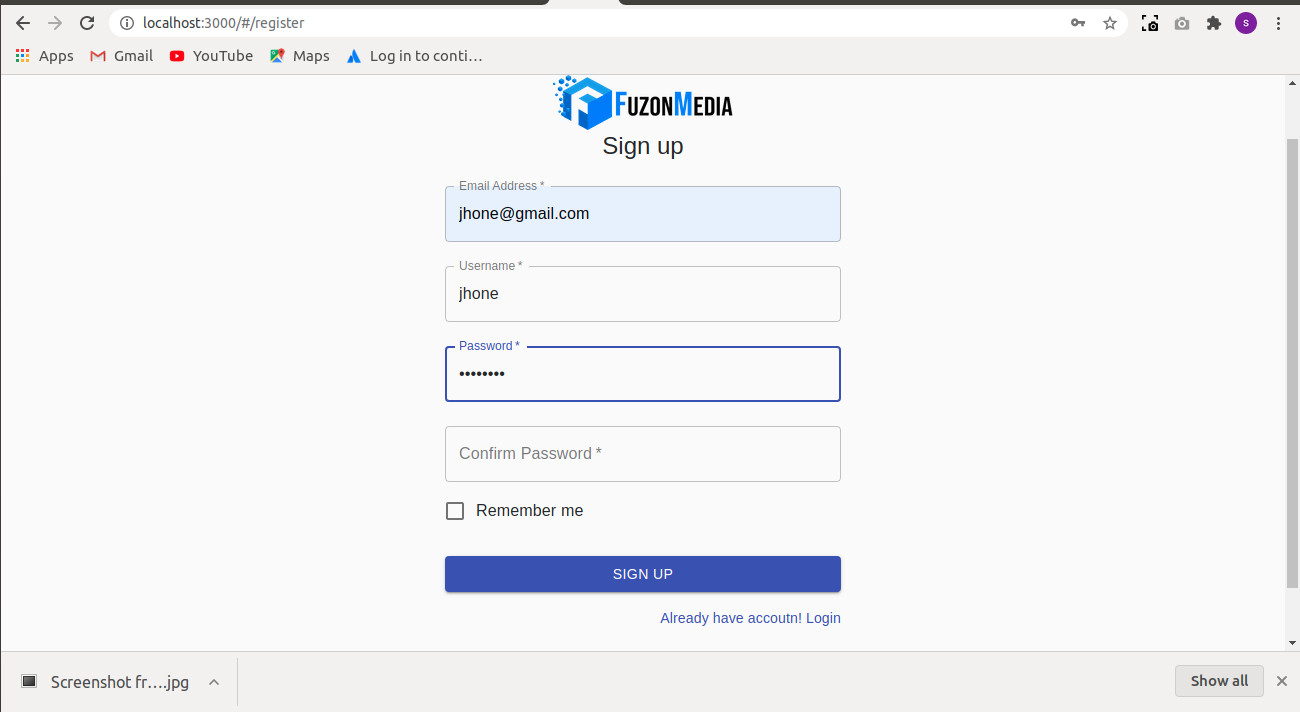 localhost:3000/#/register
S
Apps Gmail YouTube Maps Log in to conti...
FUZONMEDIA
Sign up
Email Address *
jhone@gmail.com
Username *
jhone
Password *
••••••••
Confirm Password *
Remember me
SIGN UP
Already have accoutn! Login
Screenshot fr....jpg
Show all